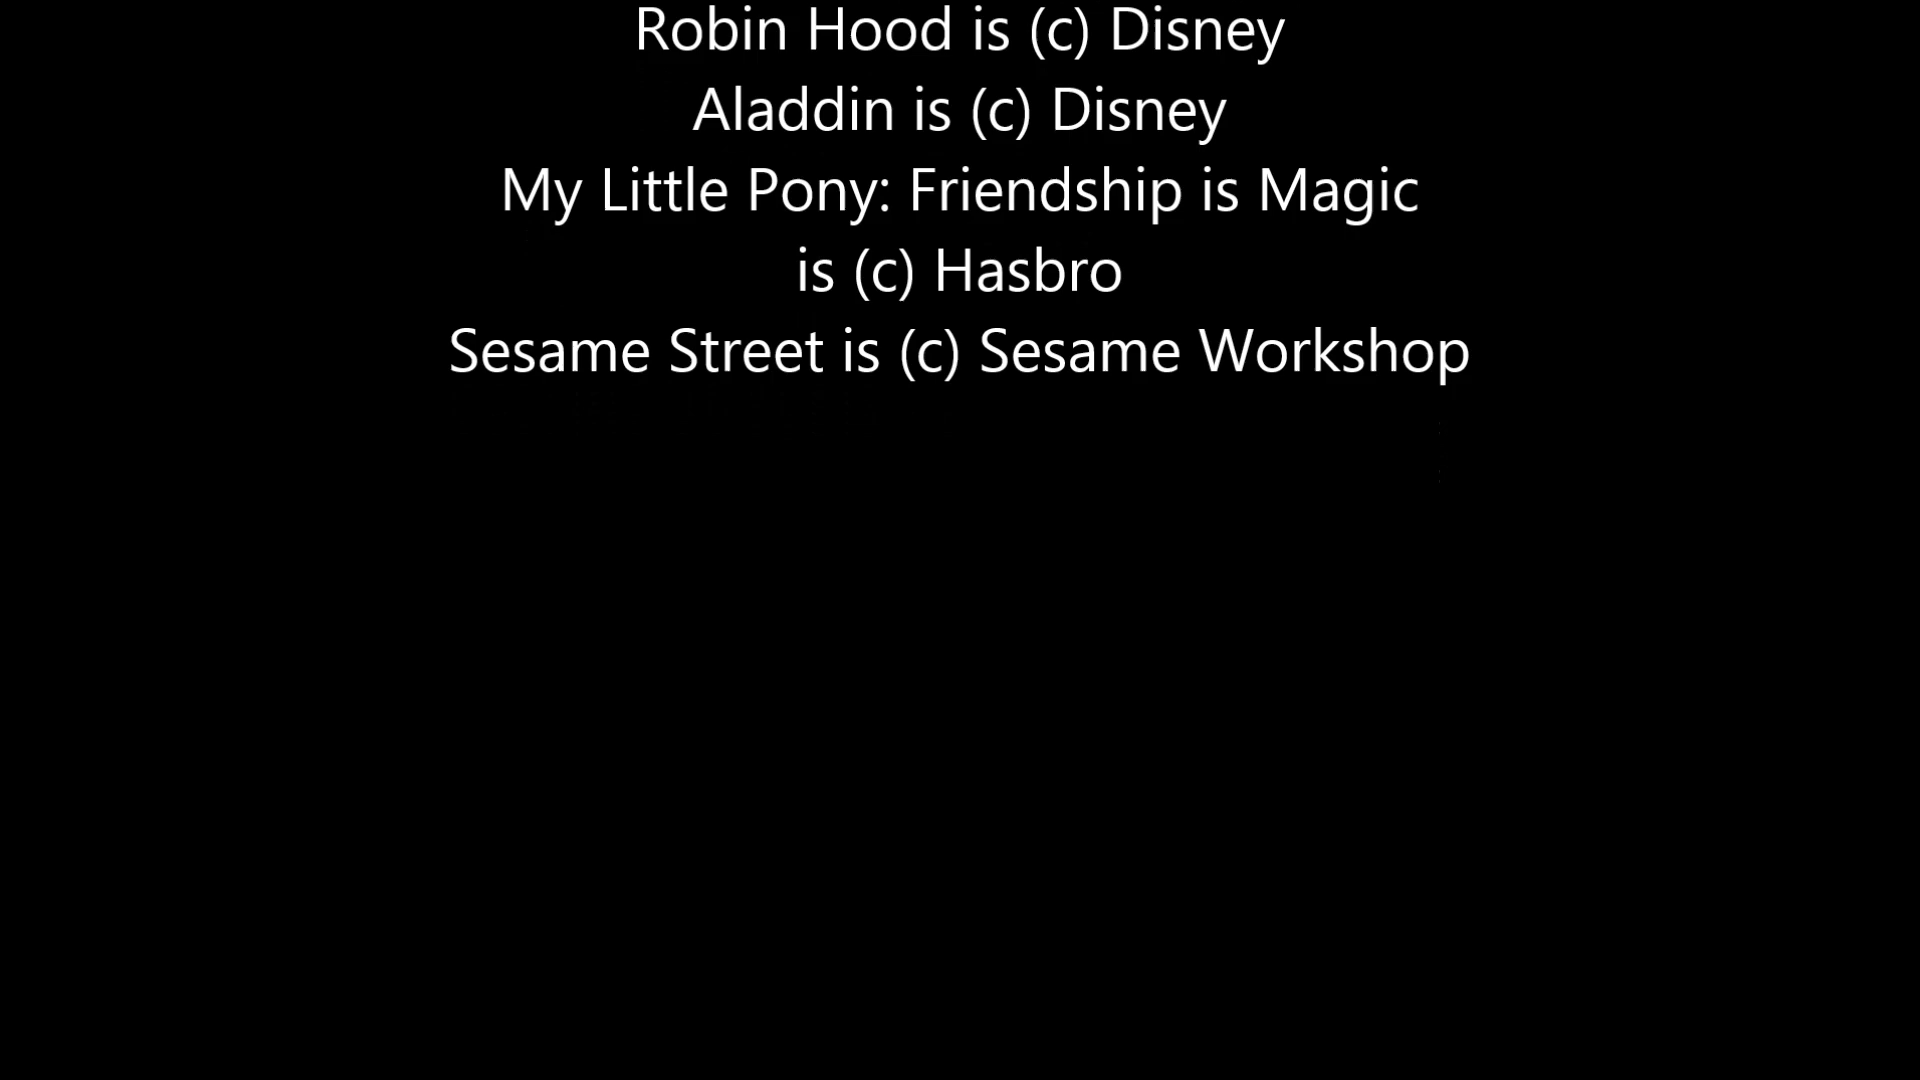 Robin Hood is (c) Disney
Aladdin is (c) Disney
My Little Pony: Friendship is Magic
is (c) Hasbro
Sesame Street is (c) Sesame Workshop